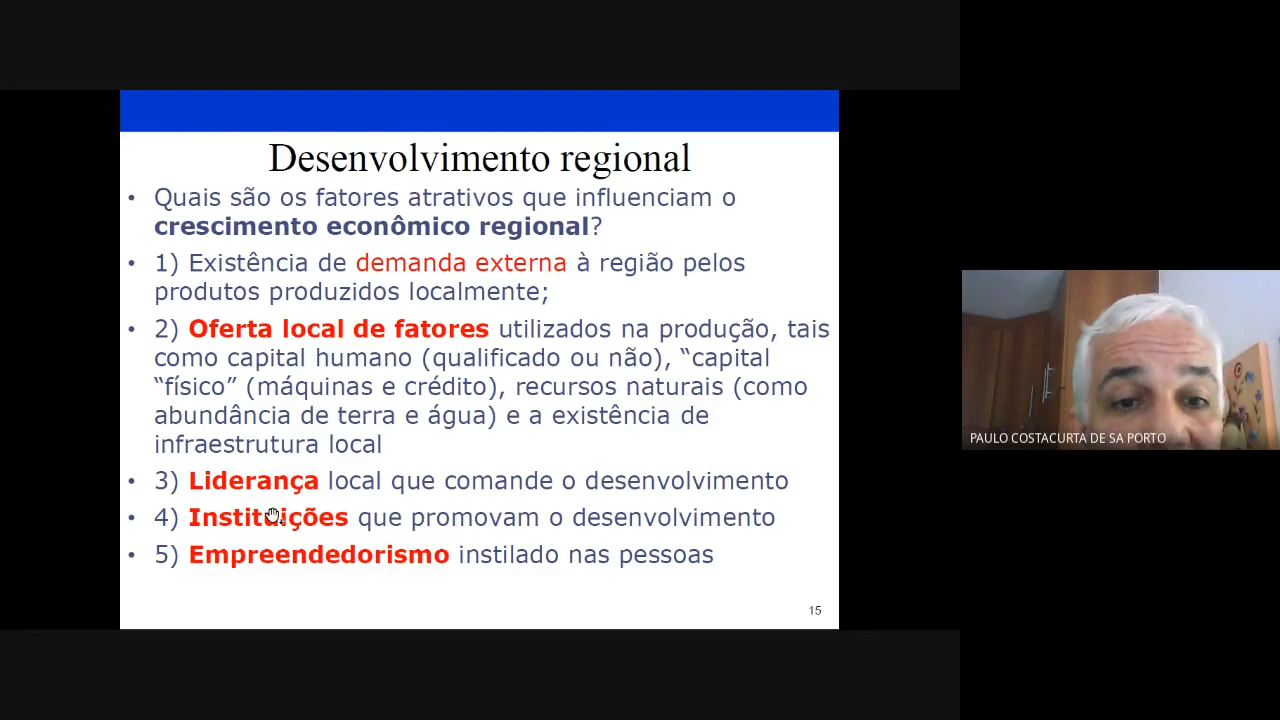 Desenvolvimento regional
• Quais são os fatores atrativos que influenciam o
crescimento econômico regional?
• 1) Existência de demanda externa à região pelos
produtos produzidos localmente;
• 2) Oferta local de fatores utilizados na produção, tais
como capital humano (qualificado ou não), “capital
“físico” (máquinas e crédito), recursos naturais (como
abundância de terra e água) e a existência de
infraestrutura local
• 3) Liderança local que comande o desenvolvimento
• 4) Instituições que promovam o desenvolvimento
• 5) Empreendedorismo instilado nas pessoas
15
PAULO COSTACURTA DE SA PORTO